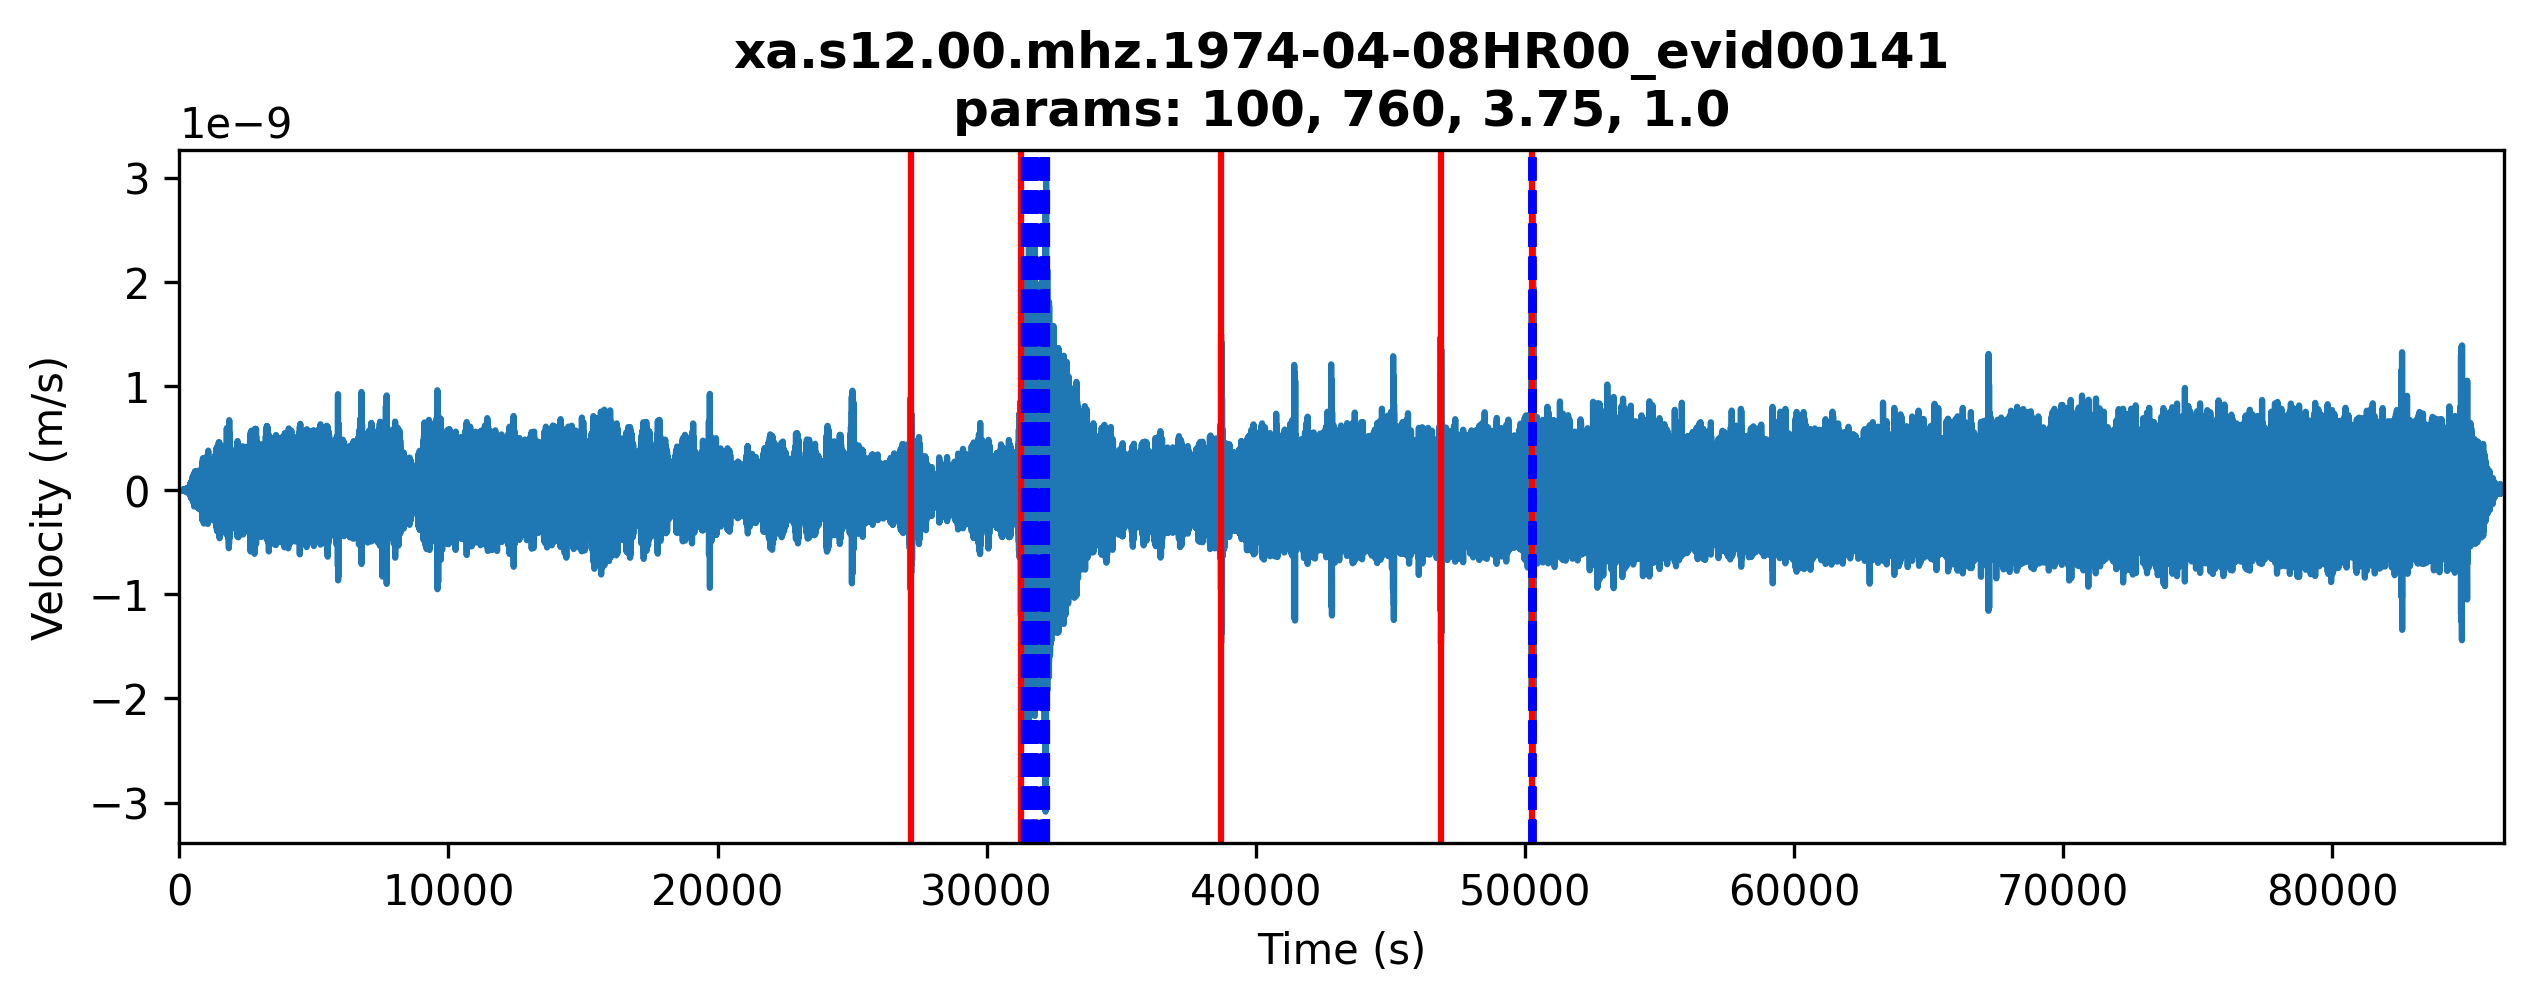 xa.s12.00.mhz.1974-04-08HR00_evid00141
params: 100, 760, 3.75, 1.0
1e−9
3
2
1
0
−1
−2
−3
Velocity (m/s)
0 10000 20000 30000 40000 50000 60000 70000 80000
Time (s)